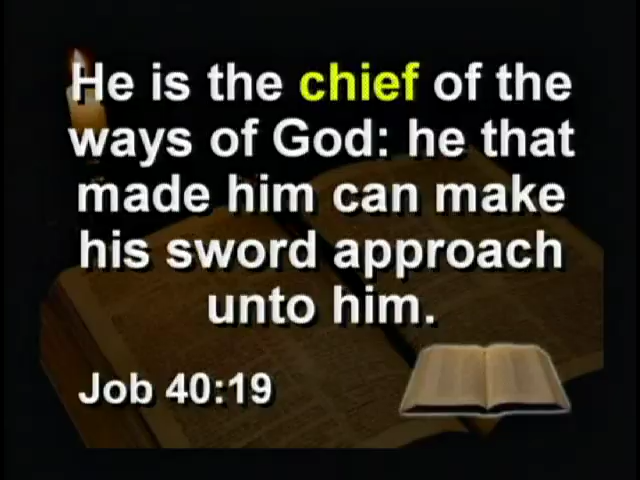 He is the chief of the
ways of God: he that
made him can make
his sword approach
unto him.
Job 40:19